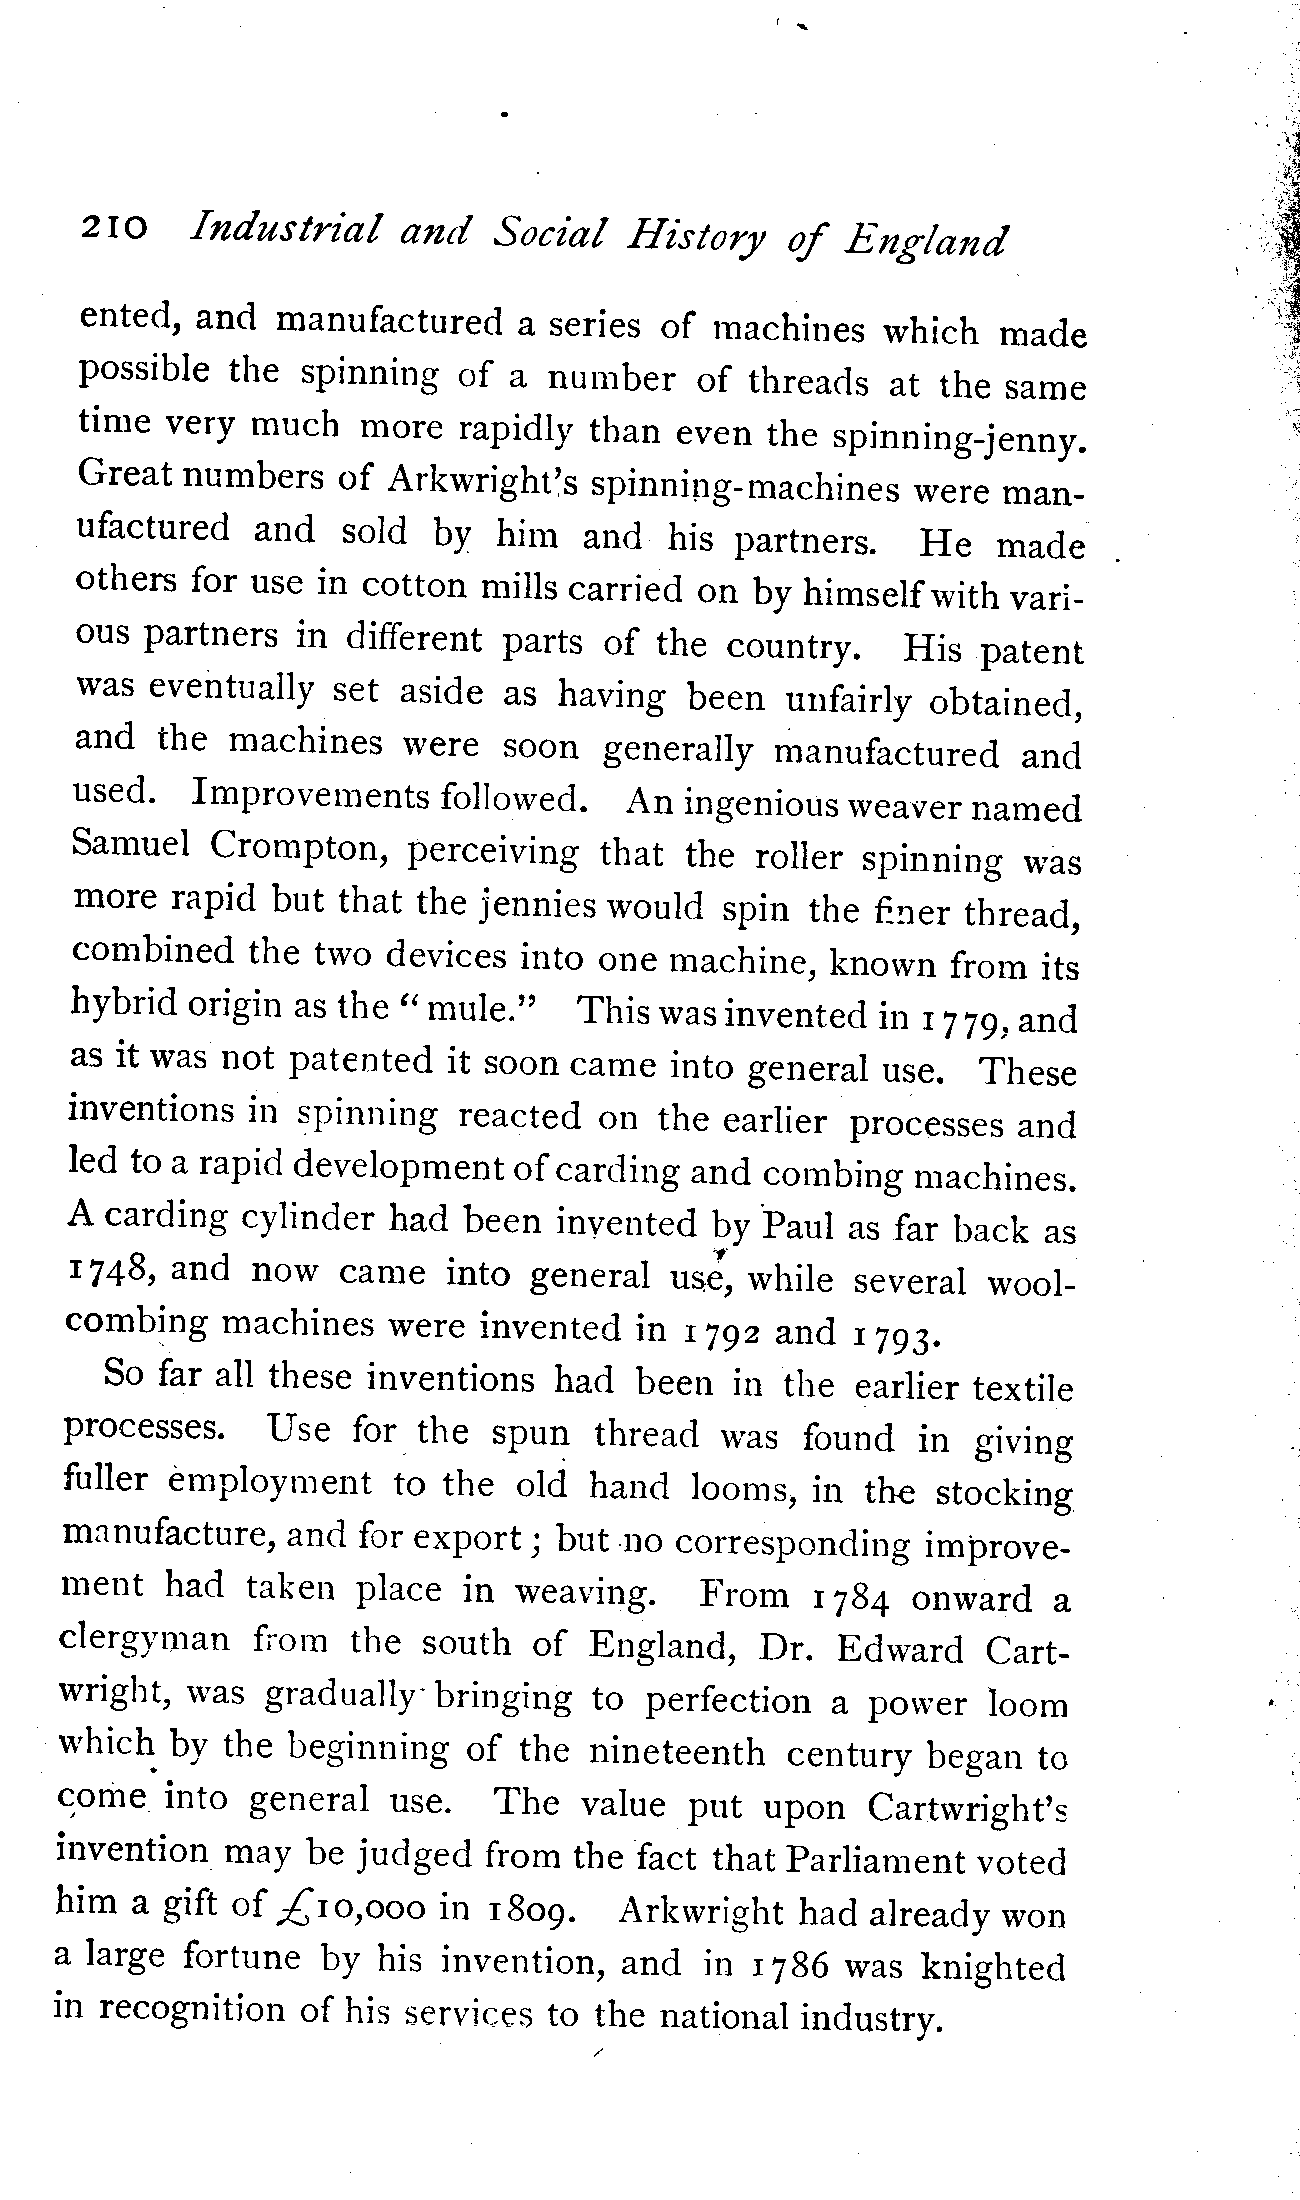 210 Industrial and Social History of England
ented, and manufactured a series of machines which made
possible the spinning of a number of threads at the same
time very much more rapidly than even the spinning-jenny.
Great numbers of Arkwright's spinning-machines were man-
ufactured and sold by him and his partners. He made
others for use in cotton mills carried on by himself with vari-
ous partners in different parts of the country. His patent
was eventually set aside as having been unfairly obtained,
and the machines were soon generally manufactured and
used. Improvements followed. An ingenious weaver named
Samuel Crompton, perceiving that the roller spinning was
more rapid but that the jennies would spin the finer thread,
combined the two devices into one machine, known from its
hybrid origin as the "mule." This was invented in 1779, and
as it was not patented it soon came into general use. These
inventions in spinning reacted on the earlier processes and
led to a rapid development of carding and combing machines.
A carding cylinder had been invented by Paul as far back as
1748, and now came into general use, while several wool-
combing machines were invented in 1792 and 1793.
So far all these inventions had been in the earlier textile
processes. Use for the spun thread was found in giving
fuller employment to the old hand looms, in the stocking
manufacture, and for export; but no corresponding improve-
ment had taken place in weaving. From 1784 onward a
clergyman from the south of England, Dr. Edward Cart-
wright, was gradually bringing to perfection a power loom
which by the beginning of the nineteenth century began to
come into general use. The value put upon Cartwright's
invention may be judged from the fact that Parliament voted
him a gift of £10,000 in 1809. Arkwright had already won
a large fortune by his invention, and in 1786 was knighted
in recognition of his services to the national industry.